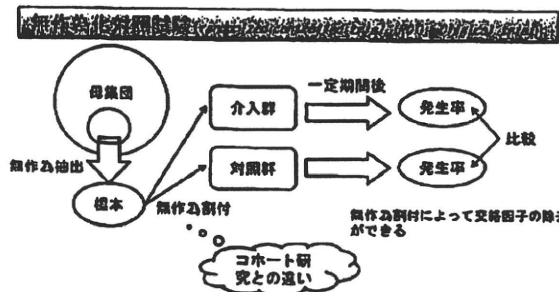 無作為化対照試験
母集団
一定期間後
介入群
発生率
比較
無作為抽出
対照群
発生率
標本
無作為割付
無作為割付によって交絡因子の除去
ができる
コホート研
究との違い